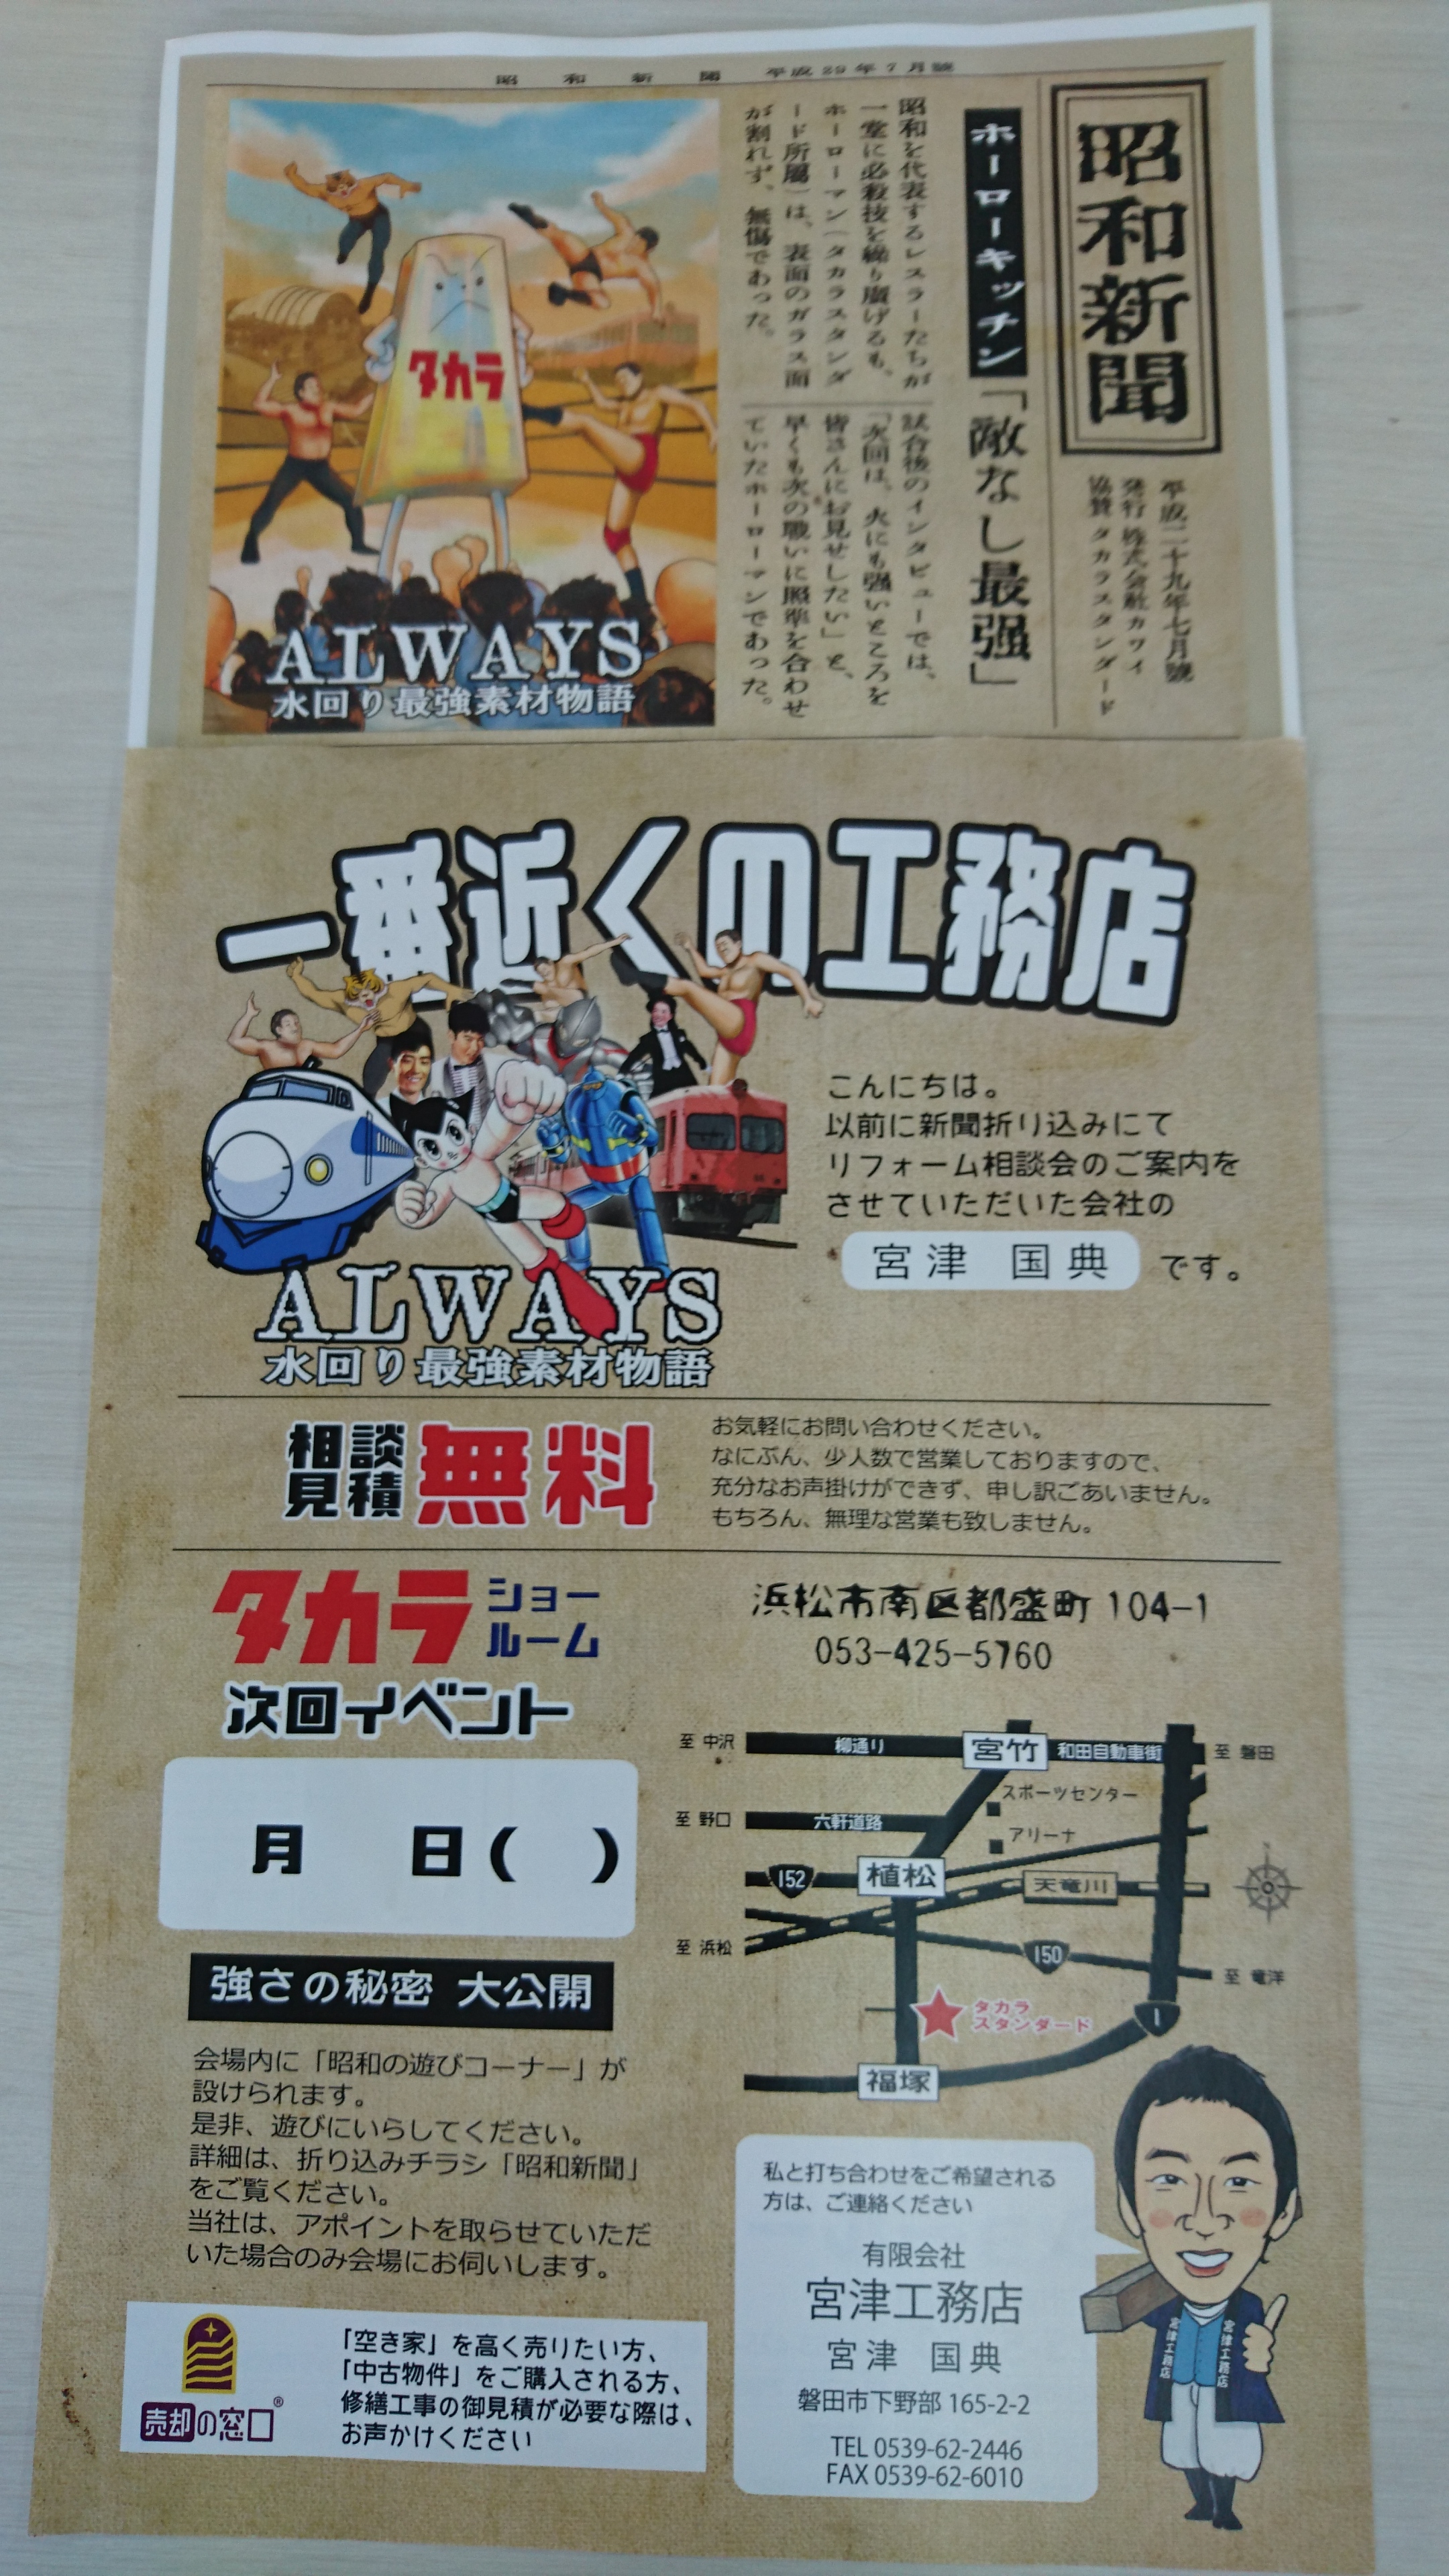 昭和新聞 平成29年7月號
昭和新聞
平成二十九年七月號
発行 株式会社カワイ
協賛 タカラスタンダード
ホーローキッチン「敵なし最强」
昭和を代表するレスラーたちが
一堂に必殺技を繰り廣げるも、
ホーローマン(タカラスタンダ
ード所属)は、表面のガラス面
が割れず、無傷であった。
試合後のインタビューでは、
「次回は、火にも强いところを
皆さんにお見せしたい」と、
早くも次の戰いに照準を合わせ
ていたホーローマンであった。
タカラ
ALWAYS
水回り最強素材物語
一番近くの工務店
こんにちは。
以前に新聞折り込みにて
リフォーム相談会のご案内を
させていただいた会社の
宮津 国典 です。
ALWAYS
水回り最強素材物語
相談
見積
無料
お気軽にお問い合わせください。
なにぶん、少人数で営業しておりますので、
充分なお声掛けができず、申し訳ごあいません。
もちろん、無理な営業も致しません。
タカラ
ショー
ルーム
次回イベント
月 日( )
浜松市南区都盛町 104-1
053-425-5760
至 中沢
柳通り
宮竹
和田自動車街
至 磐田
スポーツセンター
至 野口
六軒道路
アリーナ
152
植松
天竜川
至 浜松
150
至 竜洋
タカラ
スタンダード
1
福塚
強さの秘密 大公開
会場内に「昭和の遊びコーナー」が
設けられます。
是非、遊びにいらしてください。
詳細は、折り込みチラシ「昭和新聞」
をご覧ください。
当社は、アポイントを取らせていただ
いた場合のみ会場にお伺いします。
私と打ち合わせをご希望される
方は、ご連絡ください
有限会社
宮津工務店
宮津 国典
磐田市下野部 165-2-2
TEL 0539-62-2446
FAX 0539-62-6010
宮津工務店
宮津工務店
売却の窓口®
「空き家」を高く売りたい方、
「中古物件」をご購入される方、
修繕工事の御見積が必要な際は、
お声かけください